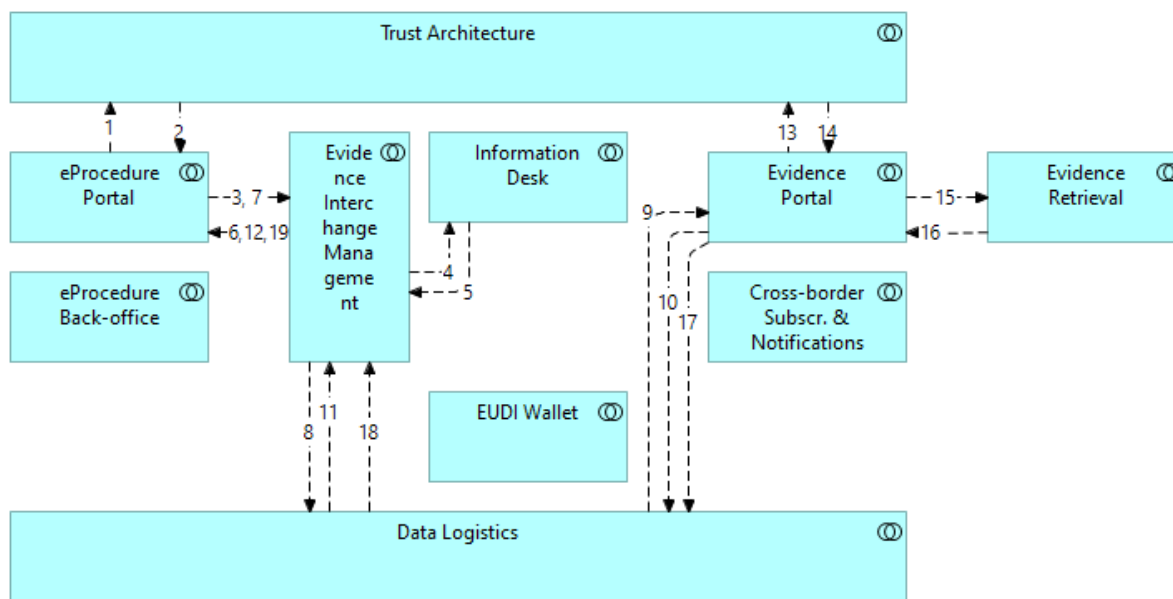 Trust Architecture
1
2
13
14
eProcedure
Portal
3, 7
6,12,19
Evide
nce
Interc
hange
Mana
geme
nt
Information
Desk
4
5
9
Evidence
Portal
15
16
Evidence
Retrieval
eProcedure
Back-office
10
17
Cross-border
Subscr. &
Notifications
8
11
18
EUDI Wallet
Data Logistics